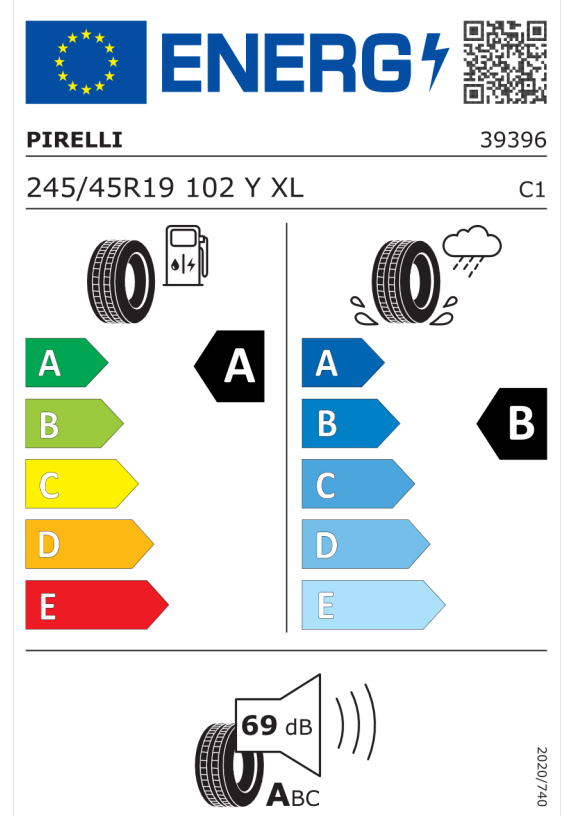 ENERG
PIRELLI 39396
245/45R19 102 Y XL C1
A A A
B B B
C C
D D
E E
69 dB
ABC
2020/740